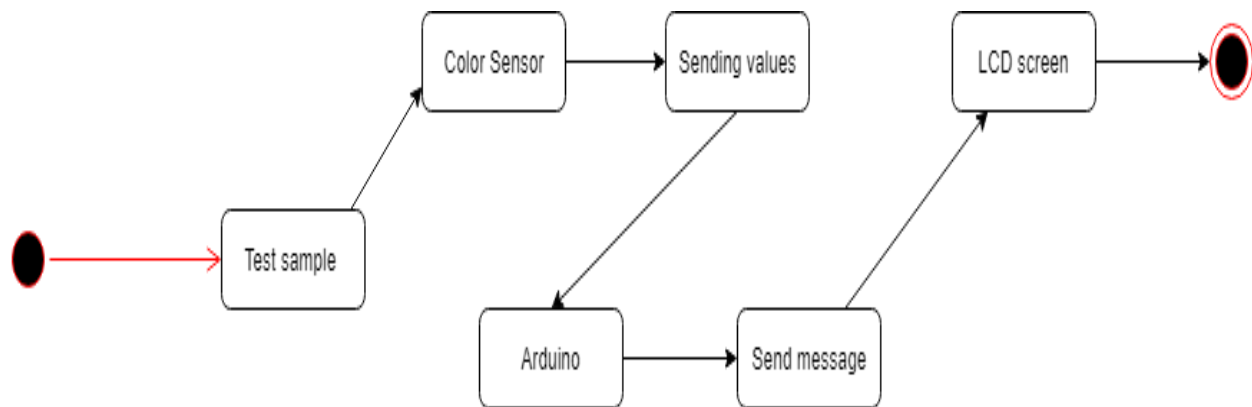 Color Sensor
Sending values
LCD screen
Test sample
Arduino
Send message